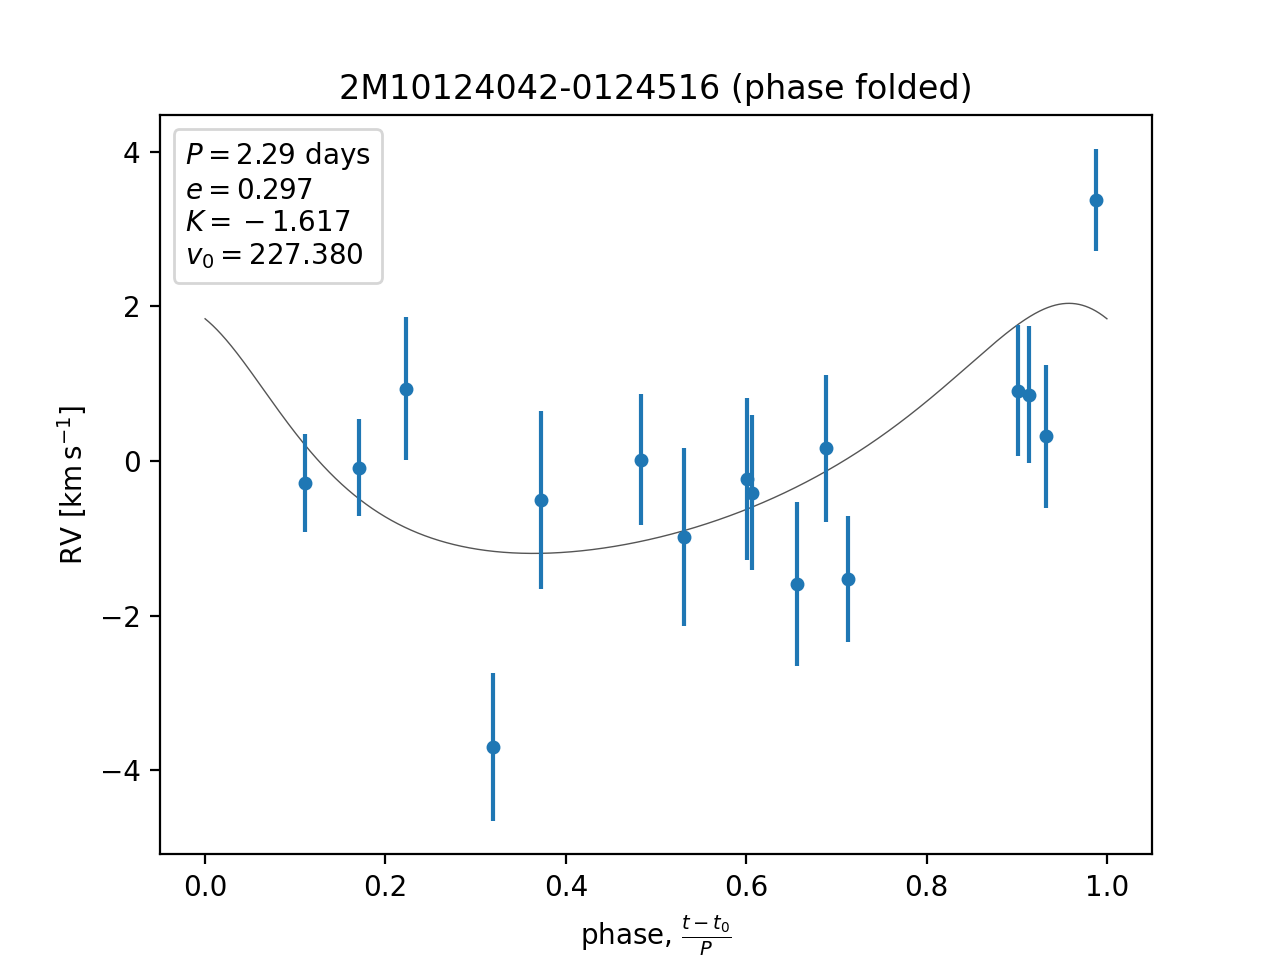 2M10124042-0124516 (phase folded)
P = 2.29 days
e = 0.297
K = −1.617
v₀ = 227.380
4
2
0
−2
−4
RV [km s⁻¹]
0.0 0.2 0.4 0.6 0.8 1.0
phase, (t − t₀)/P